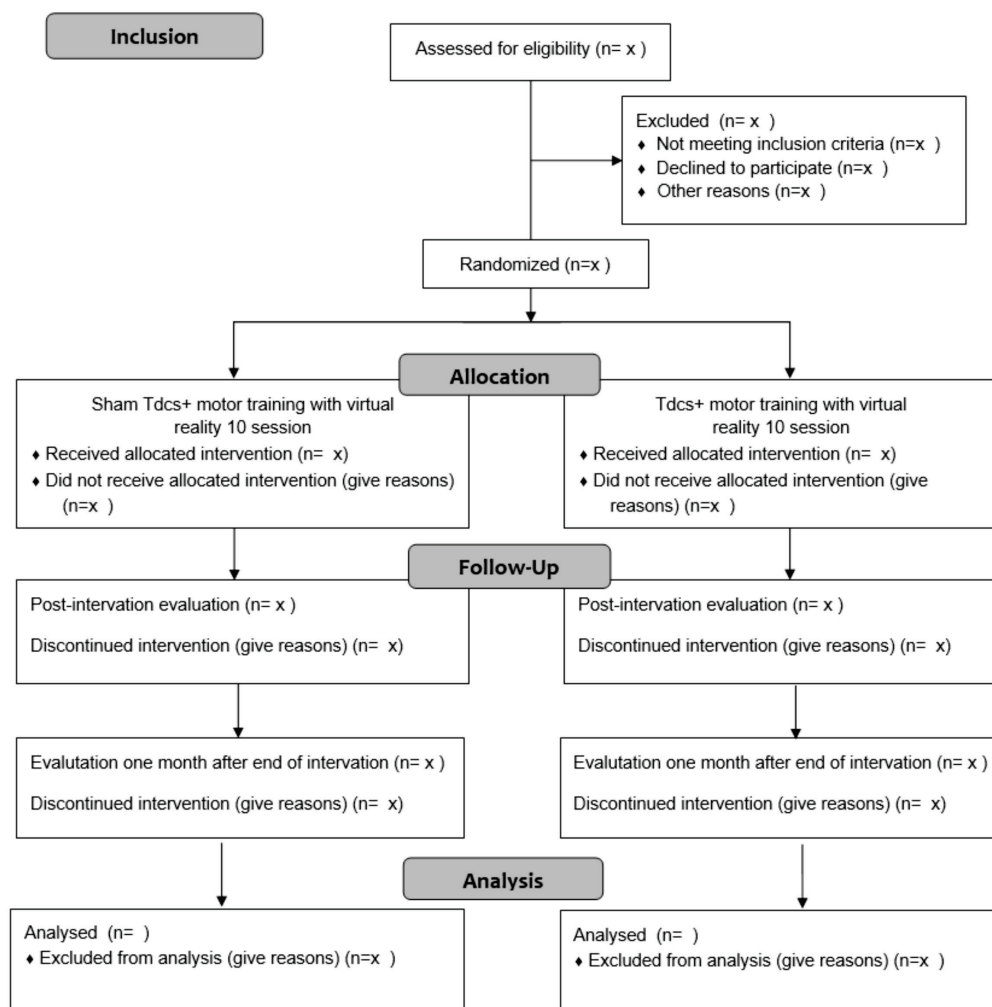 Inclusion
Assessed for eligibility (n= x )
Excluded (n= x )
♦ Not meeting inclusion criteria (n=x )
♦ Declined to participate (n=x )
♦ Other reasons (n=x )
Randomized (n=x )
Allocation
Sham Tdcs+ motor training with virtual
reality 10 session
♦ Received allocated intervention (n= x)
♦ Did not receive allocated intervention (give reasons)
(n=x )
Tdcs+ motor training with virtual
reality 10 session
♦ Received allocated intervention (n= x)
♦ Did not receive allocated intervention (give
reasons) (n=x )
Follow-Up
Post-intervation evaluation (n= x )
Discontinued intervention (give reasons) (n= x)
Post-intervation evaluation (n= x )
Discontinued intervention (give reasons) (n= x)
Evalutation one month after end of intervation (n= x )
Discontinued intervention (give reasons) (n= x)
Evalutation one month after end of intervation (n= x )
Discontinued intervention (give reasons) (n= x)
Analysis
Analysed (n= )
♦ Excluded from analysis (give reasons) (n=x )
Analysed (n= )
♦ Excluded from analysis (give reasons) (n=x )